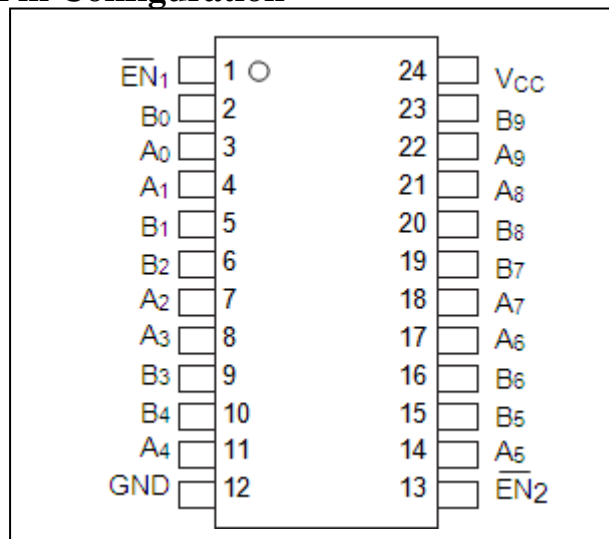 EN1 1 24 VCC
B0 2 23 B9
A0 3 22 A9
A1 4 21 A8
B1 5 20 B8
B2 6 19 B7
A2 7 18 A7
A3 8 17 A6
B3 9 16 B6
B4 10 15 B5
A4 11 14 A5
GND 12 13 EN2